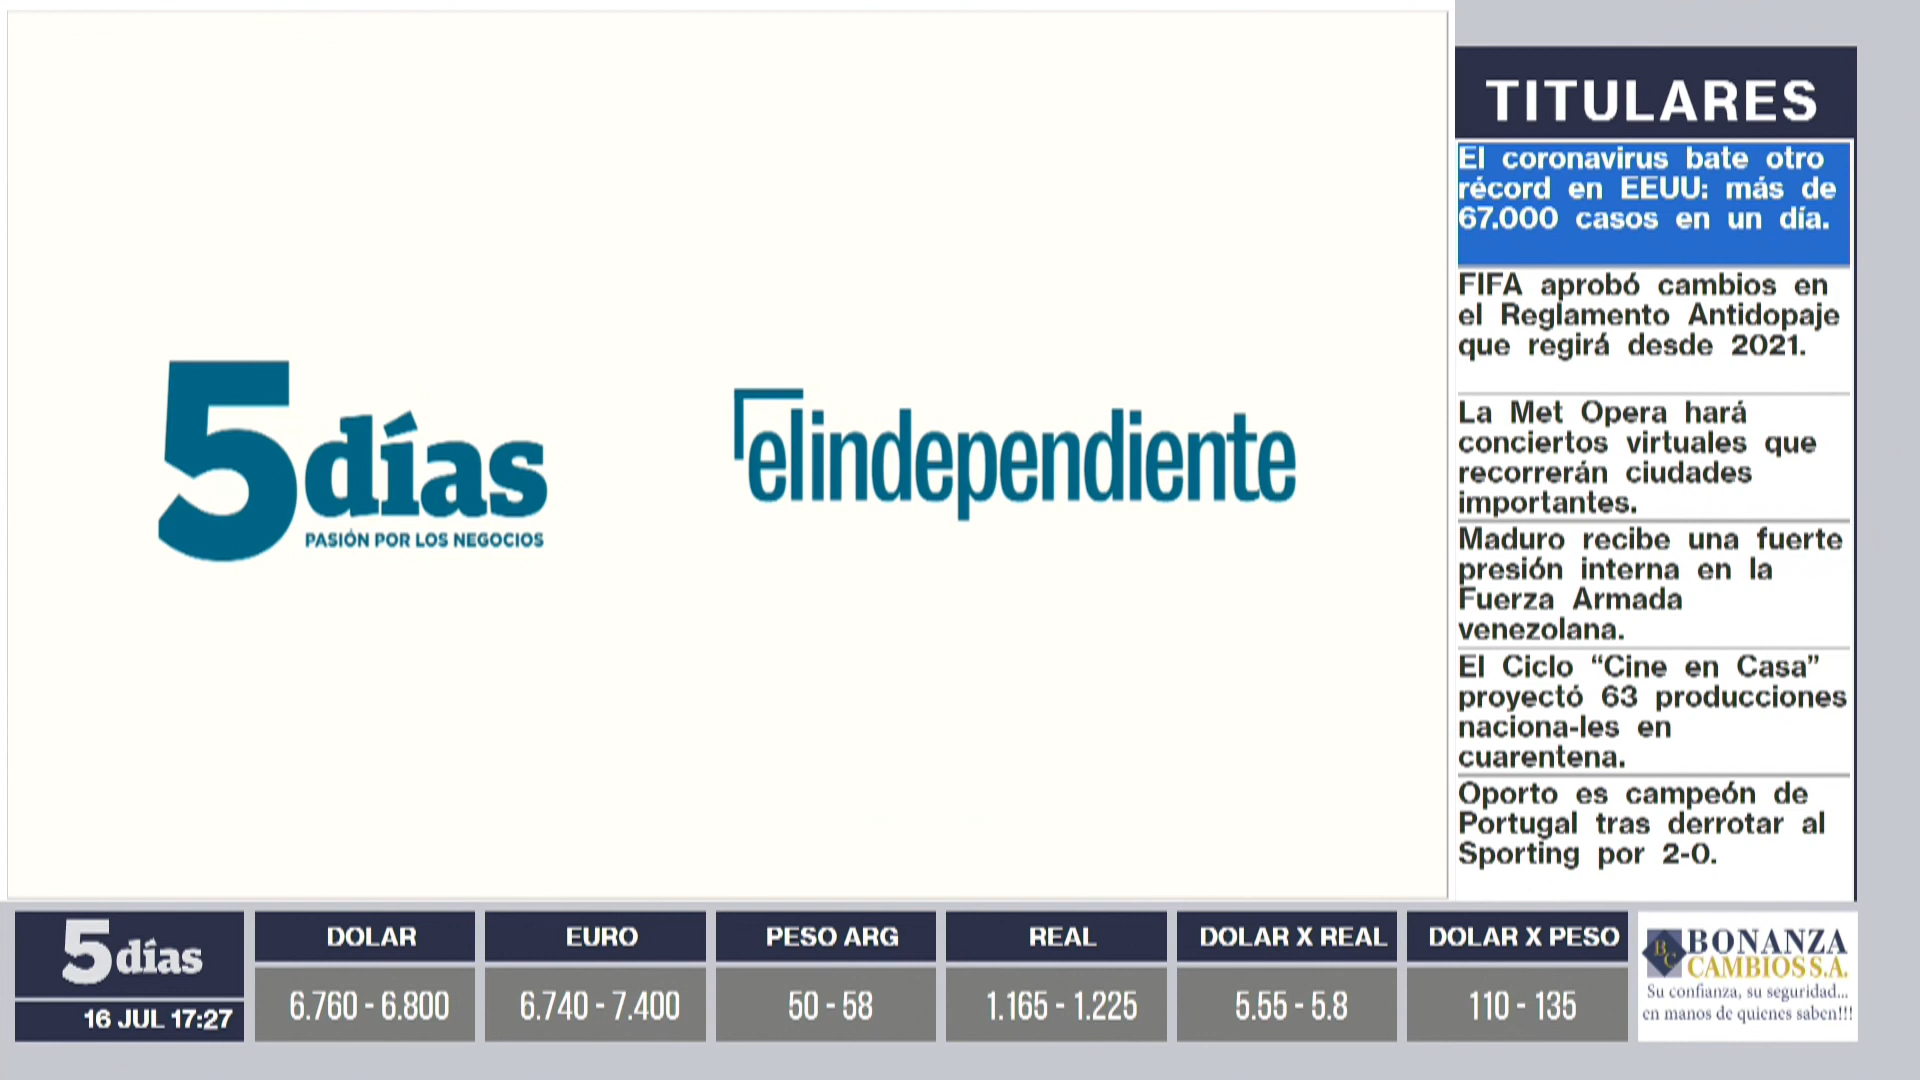 5días
PASIÓN POR LOS NEGOCIOS
elindependiente
TITULARES
El coronavirus bate otro
récord en EEUU: más de
67.000 casos en un día.
FIFA aprobó cambios en
el Reglamento Antidopaje
que regirá desde 2021.
La Met Opera hará
conciertos virtuales que
recorrerán ciudades
importantes.
Maduro recibe una fuerte
presión interna en la
Fuerza Armada
venezolana.
El Ciclo “Cine en Casa”
proyectó 63 producciones
naciona-les en
cuarentena.
Oporto es campeón de
Portugal tras derrotar al
Sporting por 2-0.
5días
16 JUL 17:27
DOLAR
6.760 - 6.800
EURO
6.740 - 7.400
PESO ARG
50 - 58
REAL
1.165 - 1.225
DOLAR X REAL
5.55 - 5.8
DOLAR X PESO
110 - 135
BC
BONANZA
CAMBIOS S.A.
Su confianza, su seguridad...
en manos de quienes saben!!!